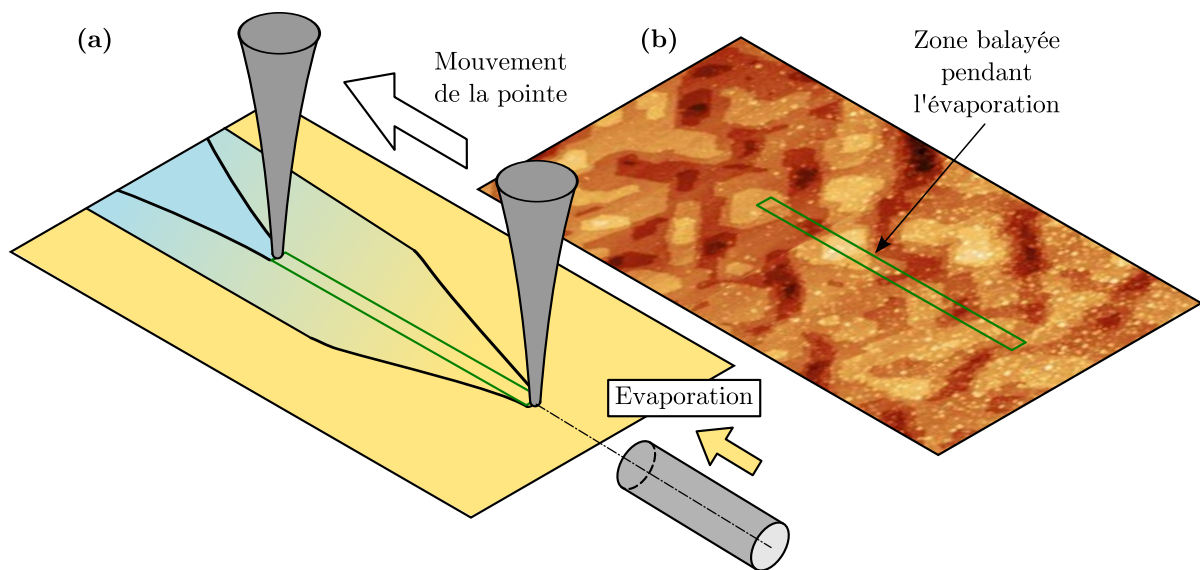 (a)
Mouvement
de la pointe
Evaporation
(b)
Zone balayée
pendant
l'évaporation